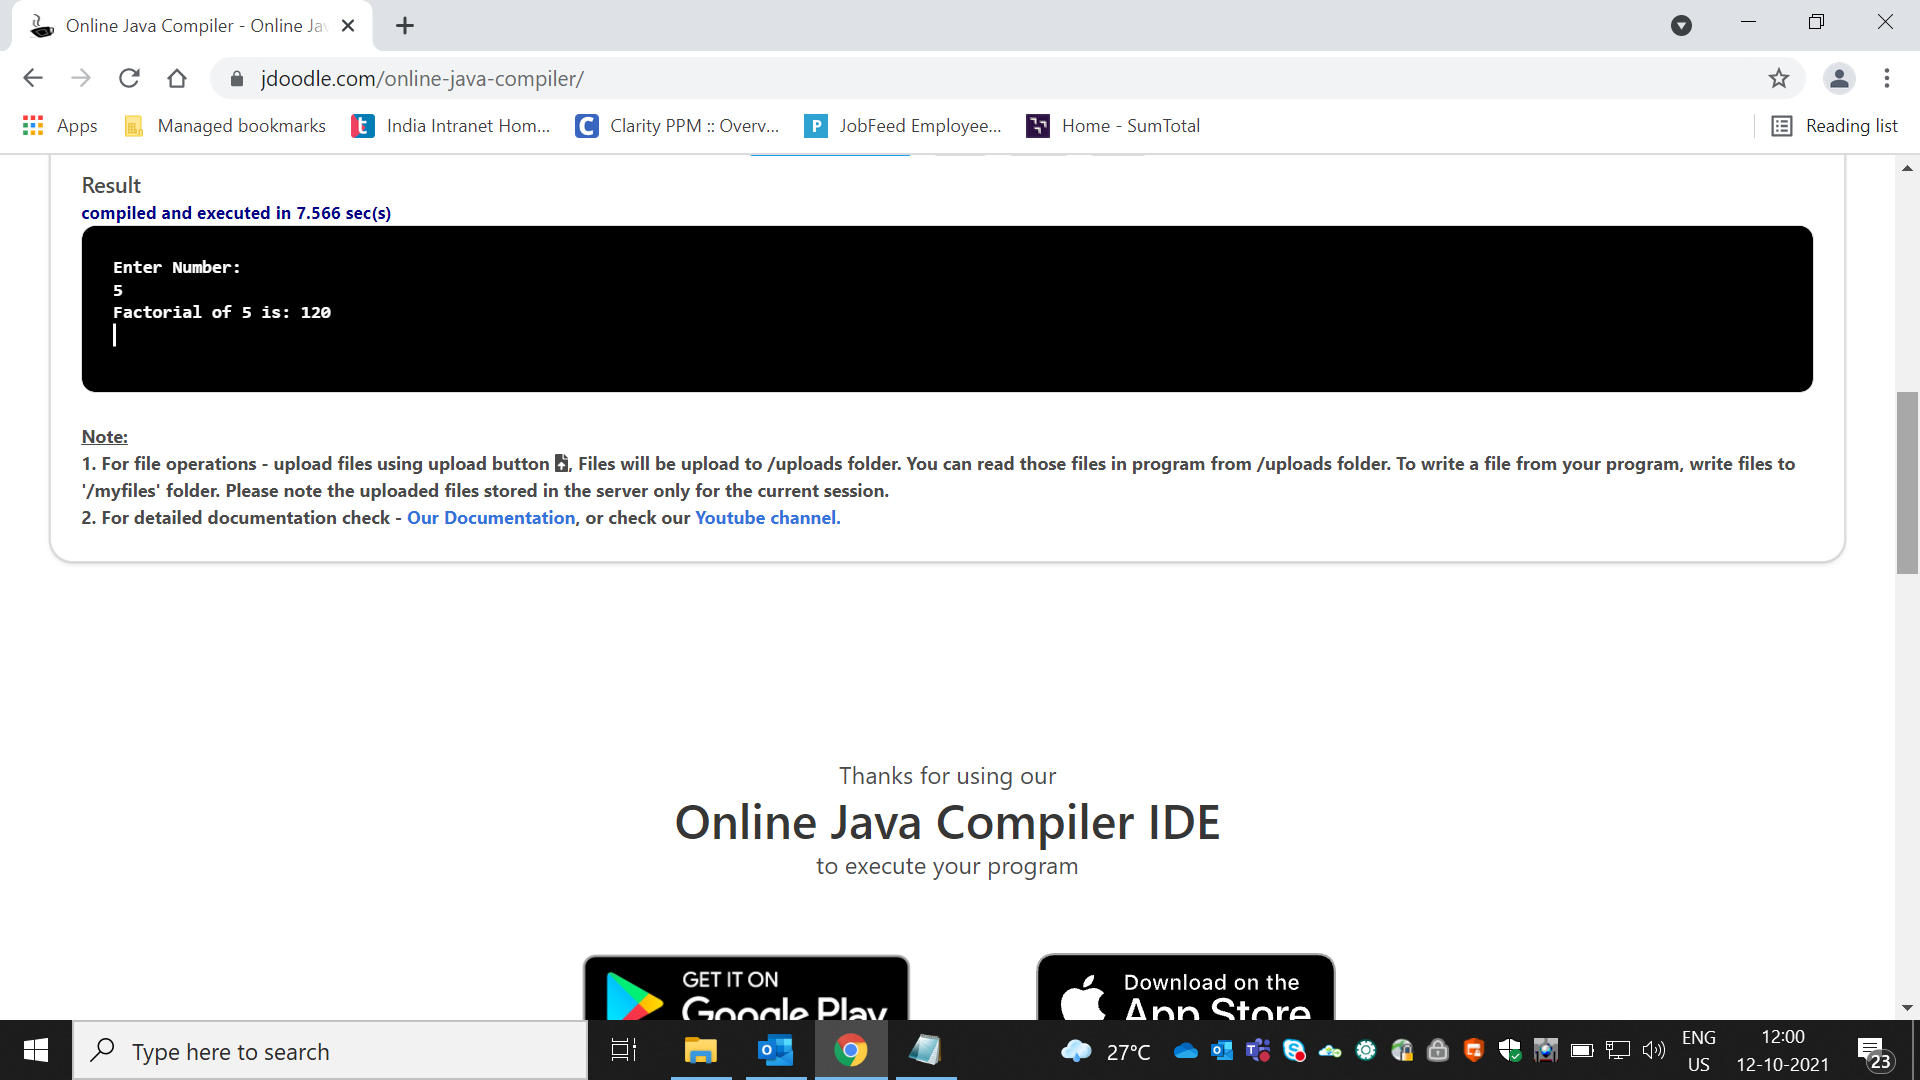 Online Java Compiler - Online Jav
jdoodle.com/online-java-compiler/
Apps
Managed bookmarks
India Intranet Hom...
Clarity PPM :: Overv...
JobFeed Employee...
Home - SumTotal
Reading list
Result
compiled and executed in 7.566 sec(s)
Enter Number:
5
Factorial of 5 is: 120
Note:
1. For file operations - upload files using upload button , Files will be upload to /uploads folder. You can read those files in program from /uploads folder. To write a file from your program, write files to
'/myfiles' folder. Please note the uploaded files stored in the server only for the current session.
2. For detailed documentation check - Our Documentation, or check our Youtube channel.
Thanks for using our
Online Java Compiler IDE
to execute your program
GET IT ON
Google Play
Download on the
App Store
Type here to search
27°C
ENG
US
12:00
12-10-2021
23